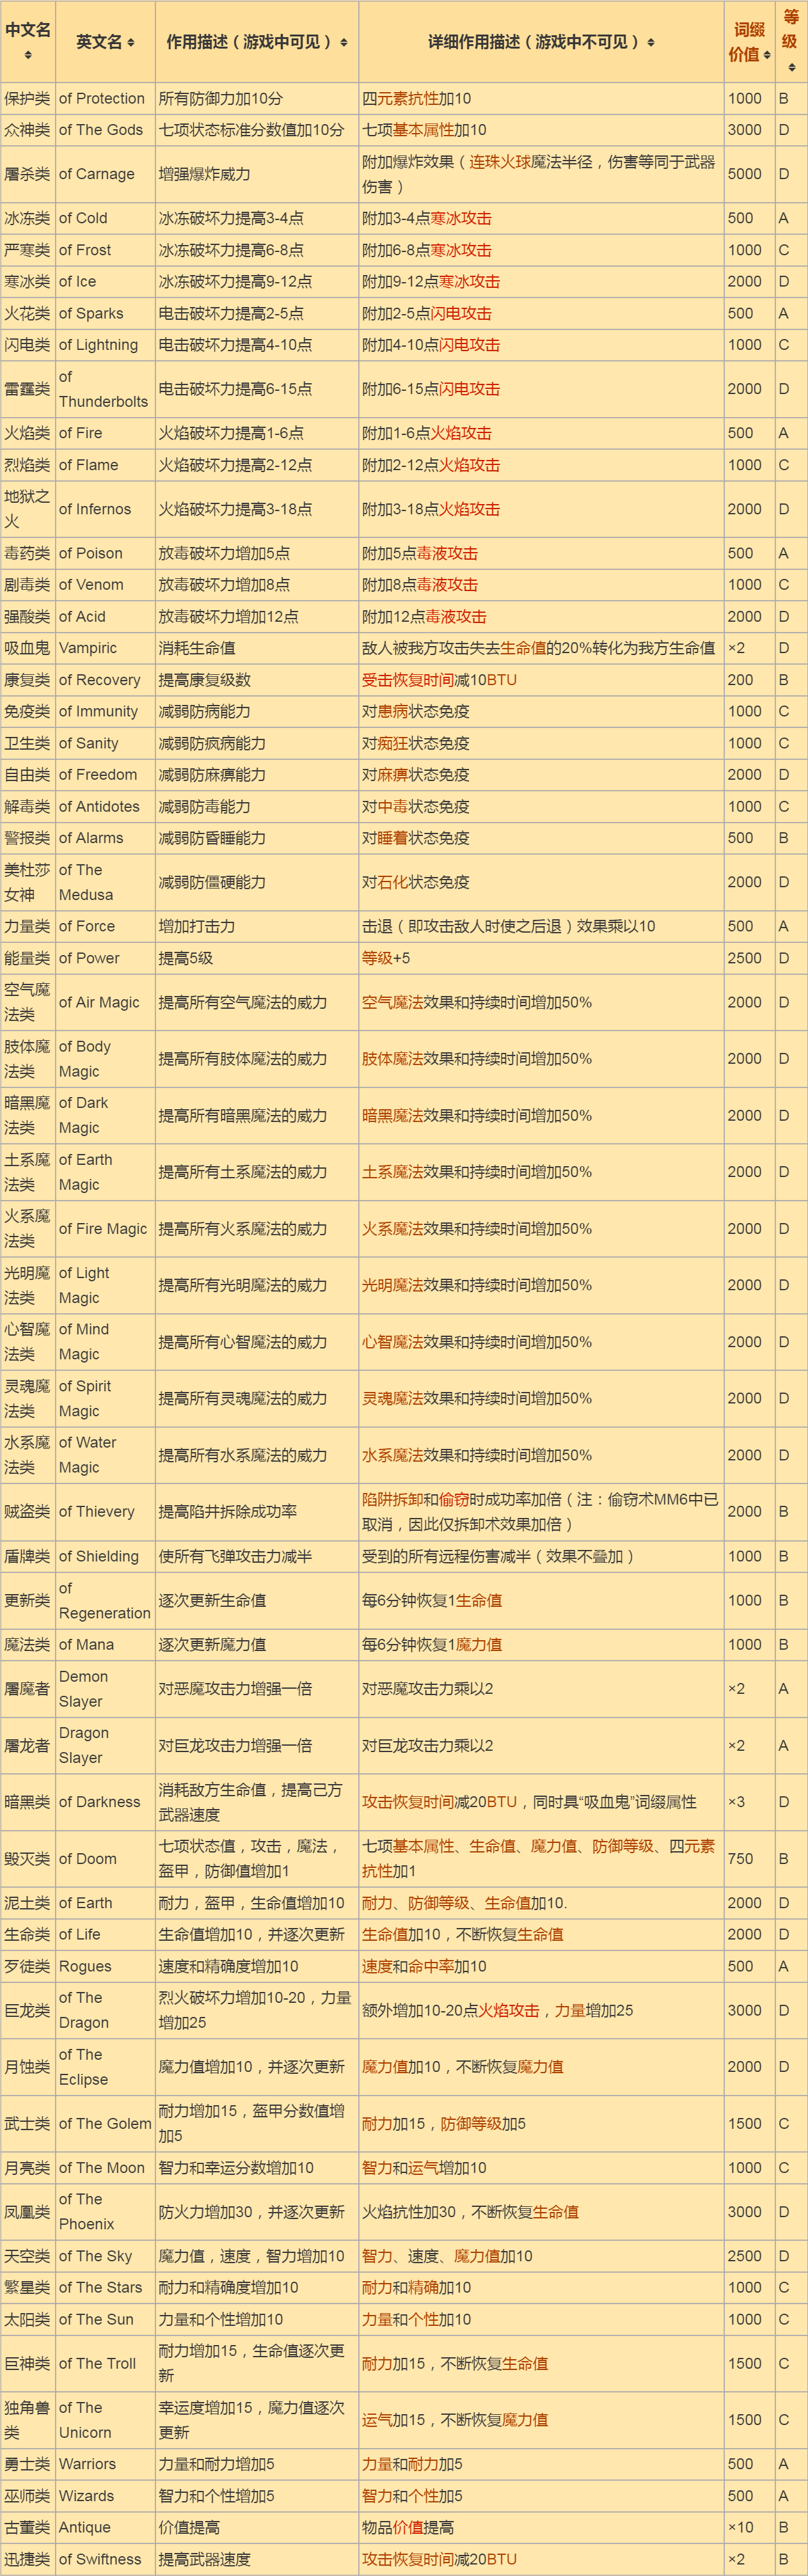 中文名 英文名 作用描述（游戏中可见） 详细作用描述（游戏中不可见） 词缀价值 等级
保护类 of Protection 所有防御力加10分 四元素抗性加10 1000 B
众神类 of The Gods 七项状态标准分数值加10分 七项基本属性加10 3000 D
屠杀类 of Carnage 增强爆炸威力 附加爆炸效果（连珠火球魔法半径，伤害等同于武器伤害） 5000 D
冰冻类 of Cold 冰冻破坏力提高3-4点 附加3-4点寒冰攻击 500 A
严寒类 of Frost 冰冻破坏力提高6-8点 附加6-8点寒冰攻击 1000 C
寒冰类 of Ice 冰冻破坏力提高9-12点 附加9-12点寒冰攻击 2000 D
火花类 of Sparks 电击破坏力提高2-5点 附加2-5点闪电攻击 500 A
闪电类 of Lightning 电击破坏力提高4-10点 附加4-10点闪电攻击 1000 C
雷霆类 of Thunderbolts 电击破坏力提高6-15点 附加6-15点闪电攻击 2000 D
火焰类 of Fire 火焰破坏力提高1-6点 附加1-6点火焰攻击 500 A
烈焰类 of Flame 火焰破坏力提高2-12点 附加2-12点火焰攻击 1000 C
地狱之火 of Infernos 火焰破坏力提高3-18点 附加3-18点火焰攻击 2000 D
毒药类 of Poison 放毒破坏力增加5点 附加5点毒液攻击 500 A
剧毒类 of Venom 放毒破坏力增加8点 附加8点毒液攻击 1000 C
强酸类 of Acid 放毒破坏力增加12点 附加12点毒液攻击 2000 D
吸血鬼 Vampiric 消耗生命值 敌人被我方攻击失去生命值的20%转化为我方生命值 ×2 D
康复类 of Recovery 提高康复级数 受击恢复时间减10BTU 200 B
免疫类 of Immunity 减弱防病能力 对患病状态免疫 1000 C
卫生类 of Sanity 减弱防疯病能力 对痴狂状态免疫 1000 C
自由类 of Freedom 减弱防麻痹能力 对麻痹状态免疫 2000 D
解毒类 of Antidotes 减弱防毒能力 对中毒状态免疫 1000 C
警报类 of Alarms 减弱防昏睡能力 对睡着状态免疫 500 B
美杜莎女神 of The Medusa 减弱防僵硬能力 对石化状态免疫 2000 D
力量类 of Force 增加打击力 击退（即攻击敌人时使之后退）效果乘以10 500 A
能量类 of Power 提高5级 等级+5 2500 D
空气魔法类 of Air Magic 提高所有空气魔法的威力 空气魔法效果和持续时间增加50% 2000 D
肢体魔法类 of Body Magic 提高所有肢体魔法的威力 肢体魔法效果和持续时间增加50% 2000 D
暗黑魔法类 of Dark Magic 提高所有暗黑魔法的威力 暗黑魔法效果和持续时间增加50% 2000 D
土系魔法类 of Earth Magic 提高所有土系魔法的威力 土系魔法效果和持续时间增加50% 2000 D
火系魔法类 of Fire Magic 提高所有火系魔法的威力 火系魔法效果和持续时间增加50% 2000 D
光明魔法类 of Light Magic 提高所有光明魔法的威力 光明魔法效果和持续时间增加50% 2000 D
心智魔法类 of Mind Magic 提高所有心智魔法的威力 心智魔法效果和持续时间增加50% 2000 D
灵魂魔法类 of Spirit Magic 提高所有灵魂魔法的威力 灵魂魔法效果和持续时间增加50% 2000 D
水系魔法类 of Water Magic 提高所有水系魔法的威力 水系魔法效果和持续时间增加50% 2000 D
贼盗类 of Thievery 提高陷井拆除成功率 陷阱拆卸和偷窃时成功率加倍（注：偷窃术MM6中已取消，因此仅拆卸术效果加倍） 2000 B
盾牌类 of Shielding 使所有飞弹攻击力减半 受到的所有远程伤害减半（效果不叠加） 1000 B
更新类 of Regeneration 逐次更新生命值 每6分钟恢复1生命值 1000 B
魔法类 of Mana 逐次更新魔力值 每6分钟恢复1魔力值 1000 B
屠魔者 Demon Slayer 对恶魔攻击力增强一倍 对恶魔攻击力乘以2 ×2 A
屠龙者 Dragon Slayer 对巨龙攻击力增强一倍 对巨龙攻击力乘以2 ×2 A
暗黑类 of Darkness 消耗敌方生命值，提高己方武器速度 攻击恢复时间减20BTU，同时具“吸血鬼”词缀属性 ×3 D
毁灭类 of Doom 七项状态值，攻击，魔法，盔甲，防御值增加1 七项基本属性、生命值、魔力值、防御等级、四元素抗性加1 750 B
泥土类 of Earth 耐力，盔甲，生命值增加10 耐力、防御等级、生命值加10. 2000 D
生命类 of Life 生命值增加10，并逐次更新 生命值加10，不断恢复生命值 2000 D
歹徒类 Rogues 速度和精确度增加10 速度和命中率加10 500 A
巨龙类 of The Dragon 烈火破坏力增加10-20，力量增加25 额外增加10-20点火焰攻击，力量增加25 3000 D
月蚀类 of The Eclipse 魔力值增加10，并逐次更新 魔力值加10，不断恢复魔力值 2000 D
武士类 of The Golem 耐力增加15，盔甲分数值增加5 耐力加15，防御等级加5 1500 C
月亮类 of The Moon 智力和幸运分数增加10 智力和运气增加10 1000 C
凤凰类 of The Phoenix 防火力增加30，并逐次更新 火焰抗性加30，不断恢复生命值 3000 D
天空类 of The Sky 魔力值，速度，智力增加10 智力、速度、魔力值加10 2500 D
繁星类 of The Stars 耐力和精确度增加10 耐力和精确加10 1000 C
太阳类 of The Sun 力量和个性增加10 力量和个性加10 1000 C
巨神类 of The Troll 耐力增加15，生命值逐次更新 耐力加15，不断恢复生命值 1500 C
独角兽类 of The Unicorn 幸运度增加15，魔力值逐次更新 运气加15，不断恢复魔力值 1500 C
勇士类 Warriors 力量和耐力增加5 力量和耐力加5 500 A
巫师类 Wizards 智力和个性增加5 智力和个性加5 500 A
古董类 Antique 价值提高 物品价值提高 ×10 B
迅捷类 of Swiftness 提高武器速度 攻击恢复时间减20BTU ×2 B